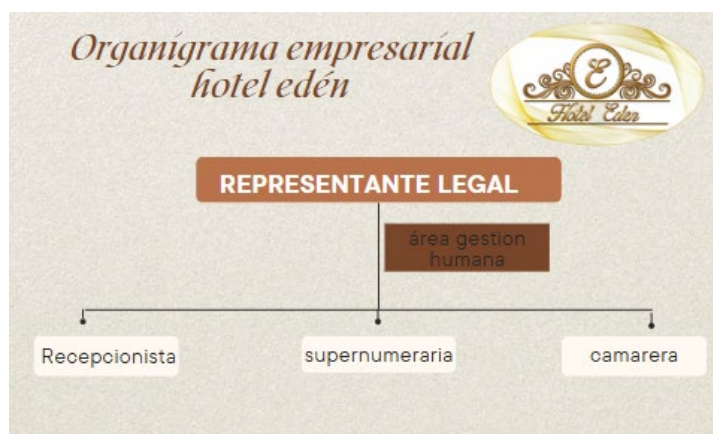 Organigrama empresarial
hotel edén
E
Hotel Eden
REPRESENTANTE LEGAL
área gestion
humana
Recepcionista
supernumeraria
camarera